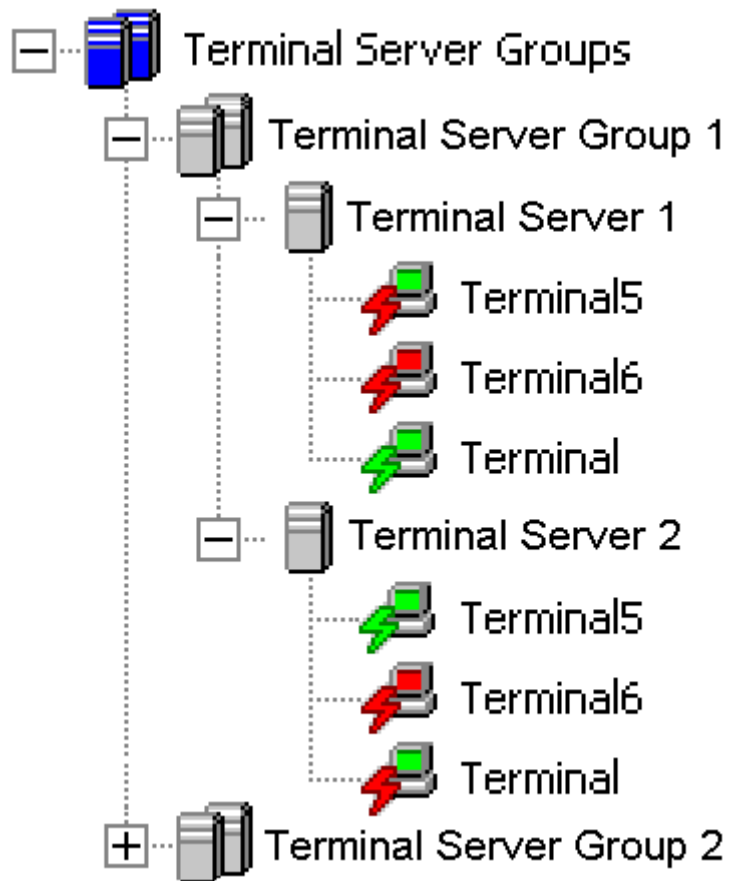 Terminal Server Groups
Terminal Server Group 1
Terminal Server 1
Terminal5
Terminal6
Terminal
Terminal Server 2
Terminal5
Terminal6
Terminal
Terminal Server Group 2